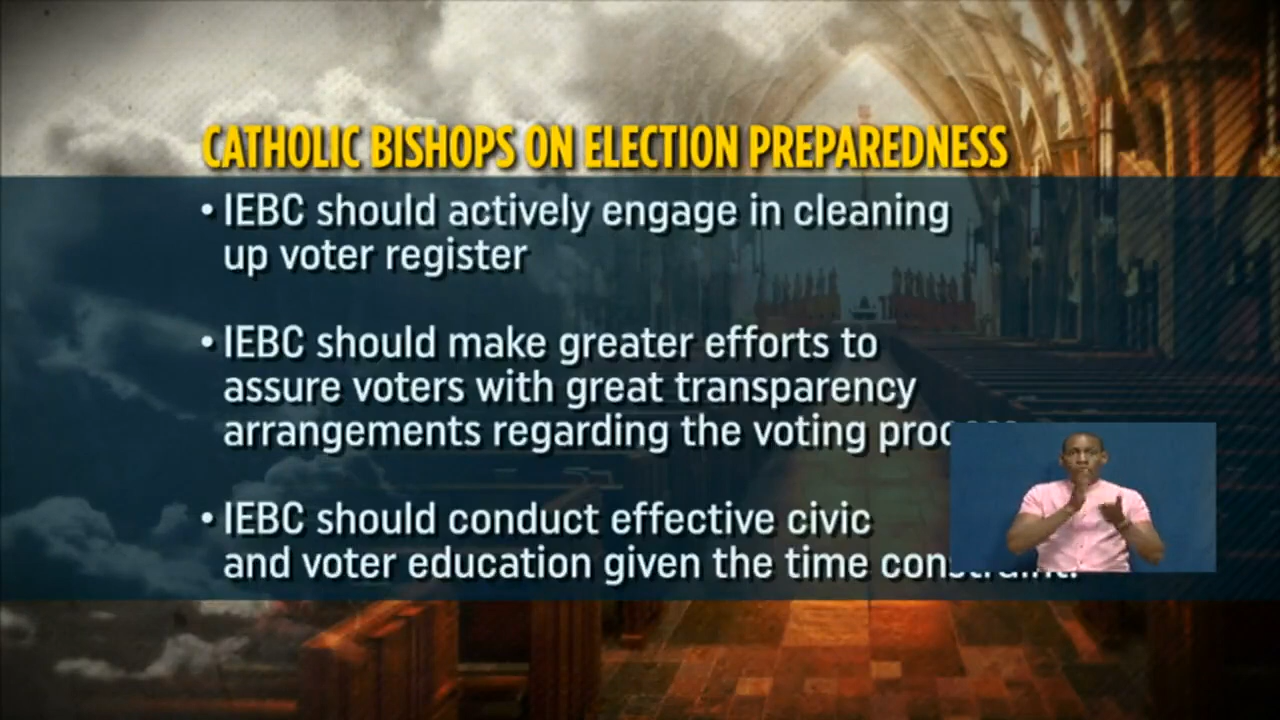 CATHOLIC BISHOPS ON ELECTION PREPAREDNESS
• IEBC should actively engage in cleaning
up voter register
• IEBC should make greater efforts to
assure voters with great transparency
arrangements regarding the voting
• IEBC should conduct effective civic
and voter education given the time constraint.